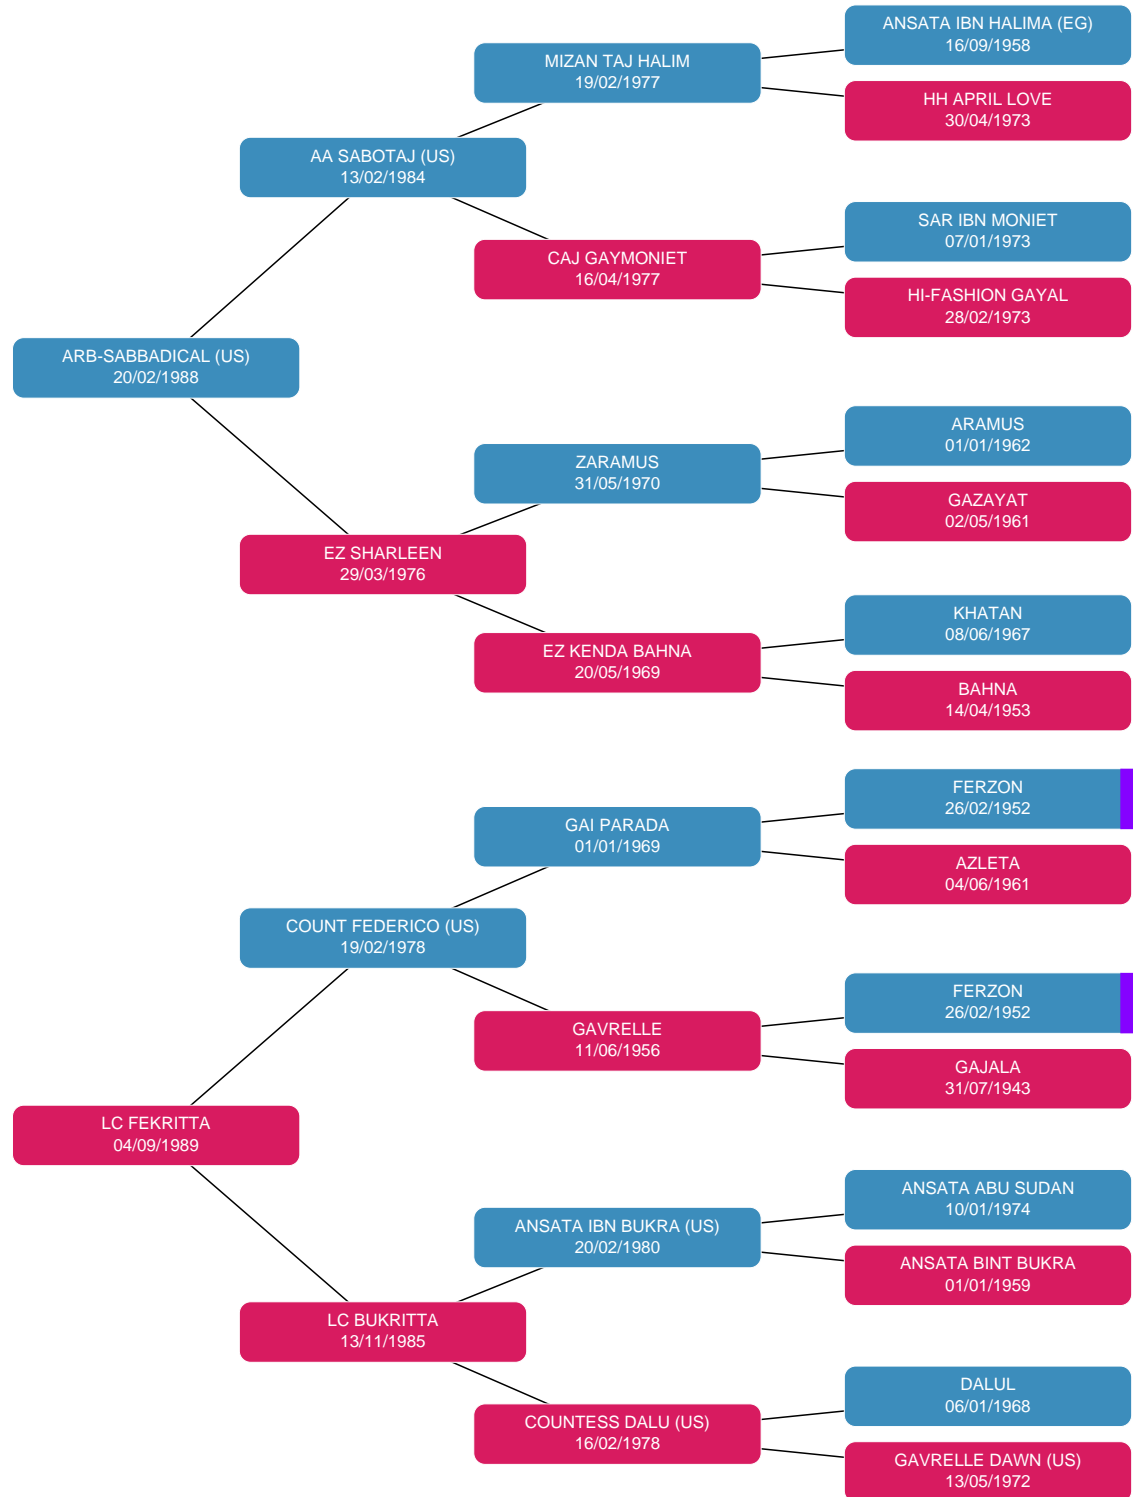 ANSATA IBN HALIMA (EG)
16/09/1958
MIZAN TAJ HALIM
19/02/1977
HH APRIL LOVE
30/04/1973
AA SABOTAJ (US)
13/02/1984
SAR IBN MONIET
07/01/1973
CAJ GAYMONIET
16/04/1977
HI-FASHION GAYAL
28/02/1973
ARB-SABBADICAL (US)
20/02/1988
ARAMUS
01/01/1962
ZARAMUS
31/05/1970
GAZAYAT
02/05/1961
EZ SHARLEEN
29/03/1976
KHATAN
08/06/1967
EZ KENDA BAHNA
20/05/1969
BAHNA
14/04/1953
FERZON
26/02/1952
GAI PARADA
01/01/1969
AZLETA
04/06/1961
COUNT FEDERICO (US)
19/02/1978
FERZON
26/02/1952
GAVRELLE
11/06/1956
GAJALA
31/07/1943
LC FEKRITTA
04/09/1989
ANSATA ABU SUDAN
10/01/1974
ANSATA IBN BUKRA (US)
20/02/1980
ANSATA BINT BUKRA
01/01/1959
LC BUKRITTA
13/11/1985
DALUL
06/01/1968
COUNTESS DALU (US)
16/02/1978
GAVRELLE DAWN (US)
13/05/1972